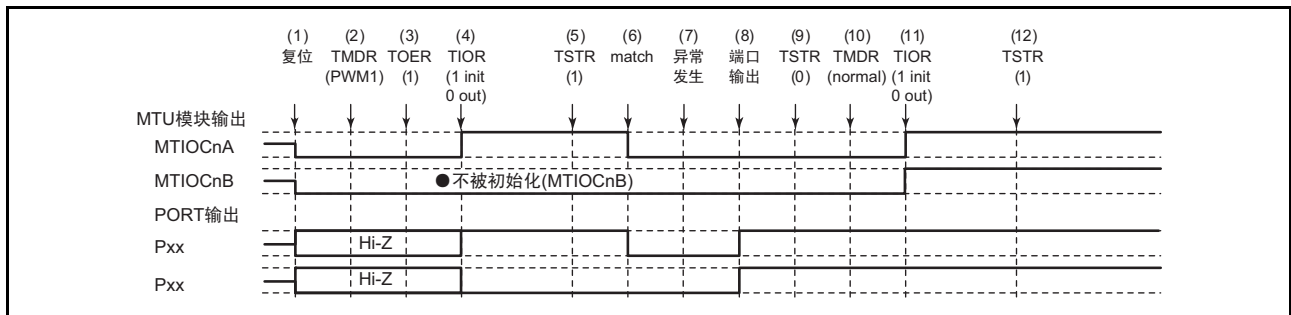 (1) (2) (3) (4) (5) (6) (7) (8) (9) (10) (11) (12)
复位 TMDR TOER TIOR TSTR match 异常 端口 TSTR TMDR TIOR TSTR
(PWM1) (1) (1 init (1) 发生 输出 (0) (normal) (1 init (1)
0 out) 0 out)
MTU模块输出
MTIOCnA
MTIOCnB ●不被初始化(MTIOCnB)
PORT输出
Pxx Hi-Z
Pxx Hi-Z